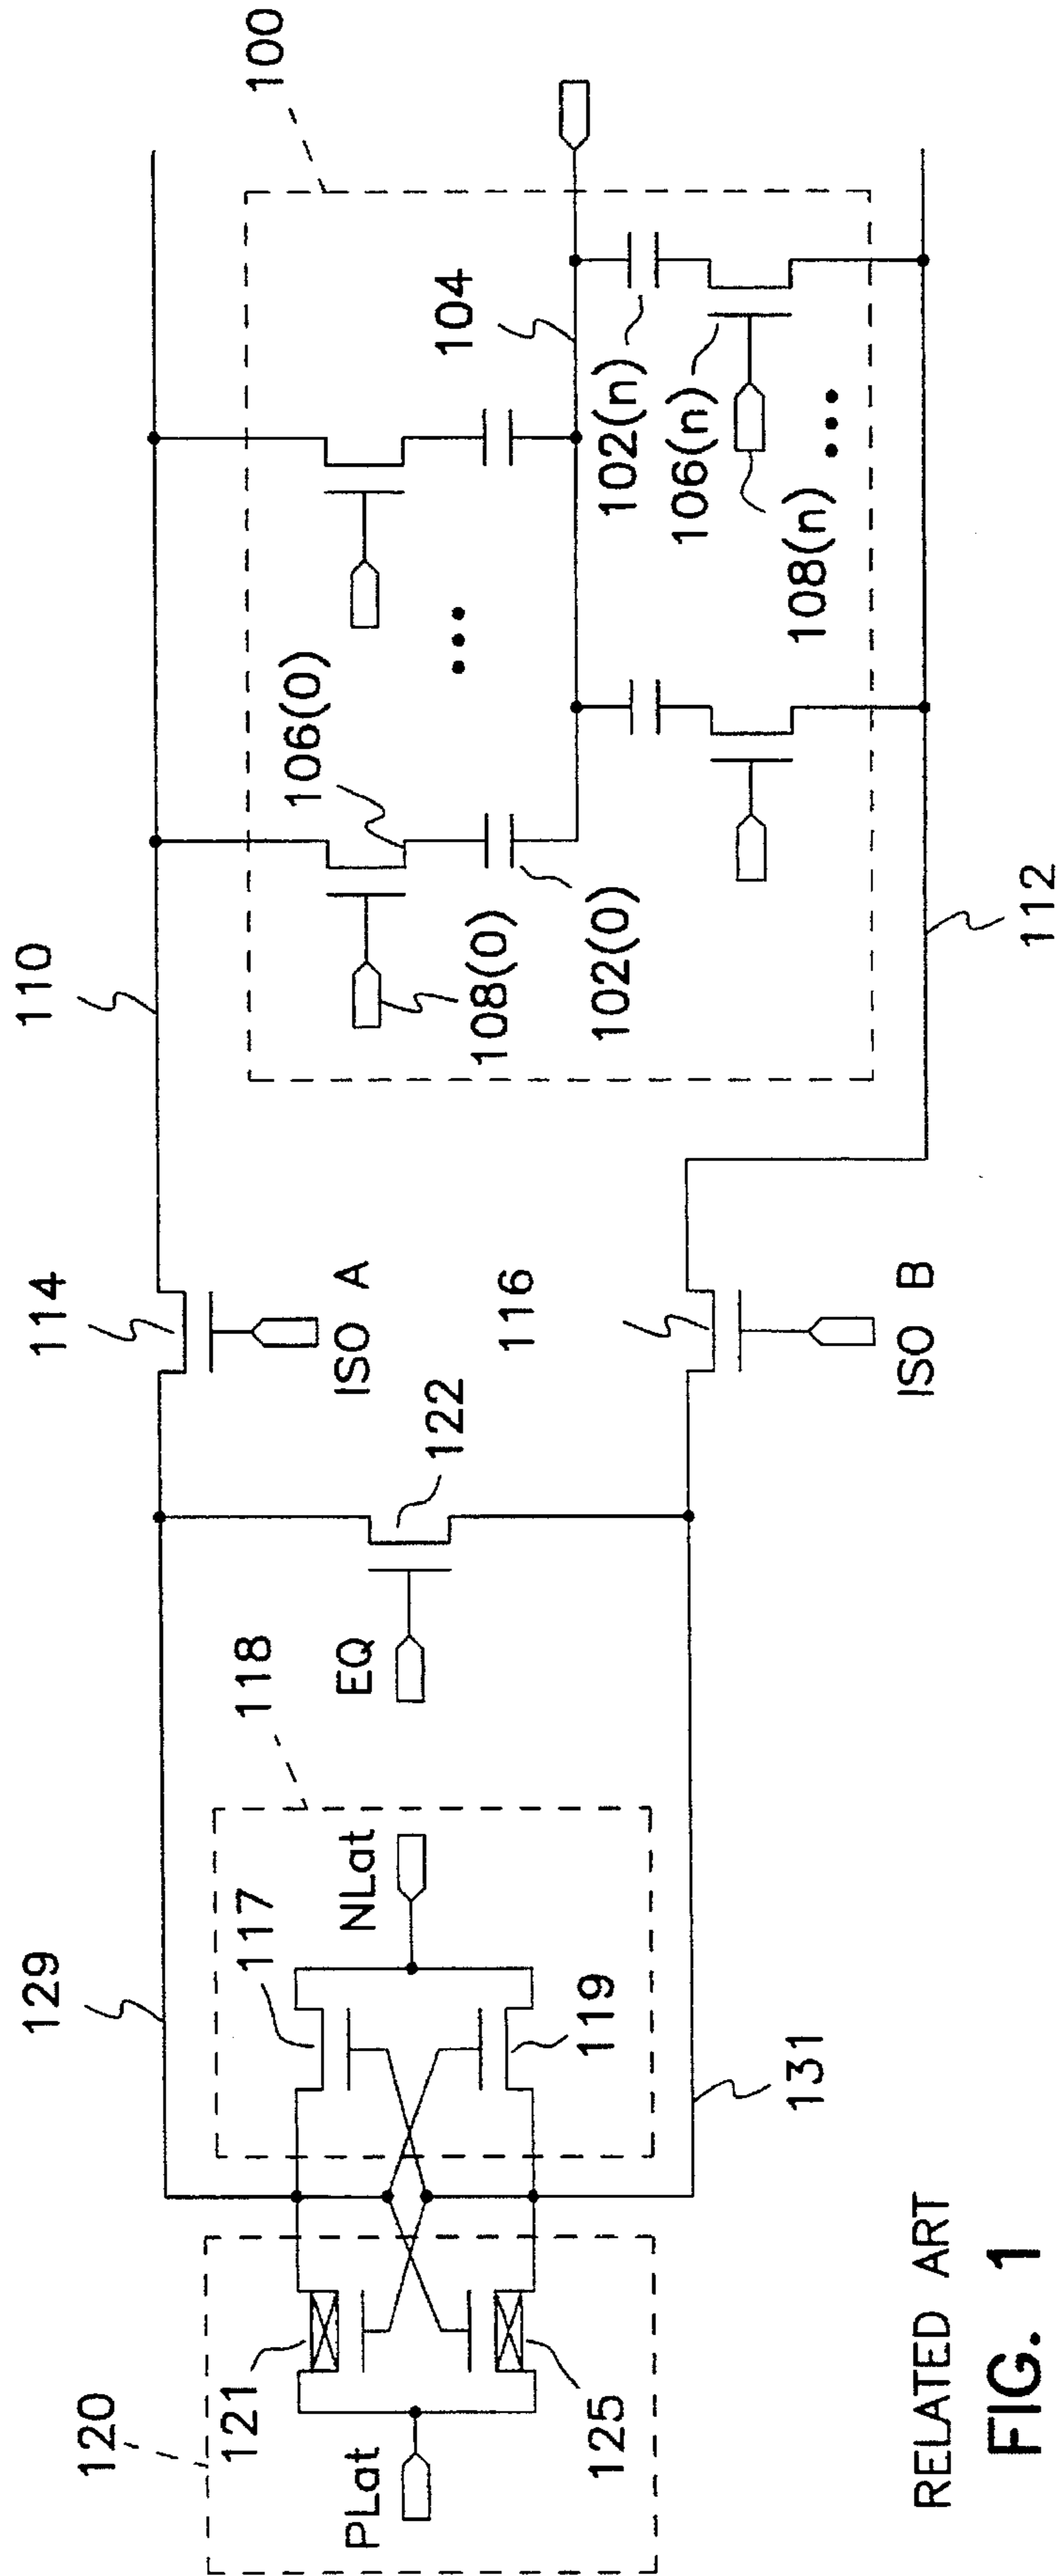 100
110
104
106(0)
108(0)
102(0)
102(n)
106(n)
108(n)
112
114
ISO A
116
ISO B
122
EQ
118
117
NLat
119
129
131
120
121
125
PLat
RELATED ART
FIG. 1